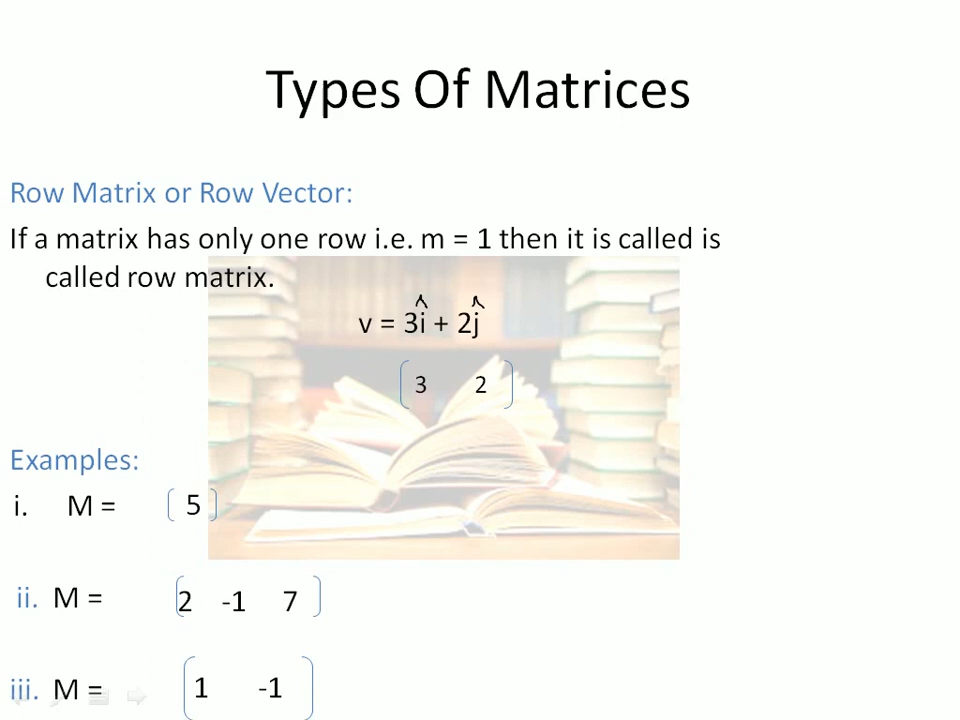 Types Of Matrices
Row Matrix or Row Vector:
If a matrix has only one row i.e. m = 1 then it is called is
called row matrix.
v = 3î + 2ĵ
[3 2]
Examples:
i. M = [5]
ii. M = [2 -1 7]
iii. M = [1 -1]